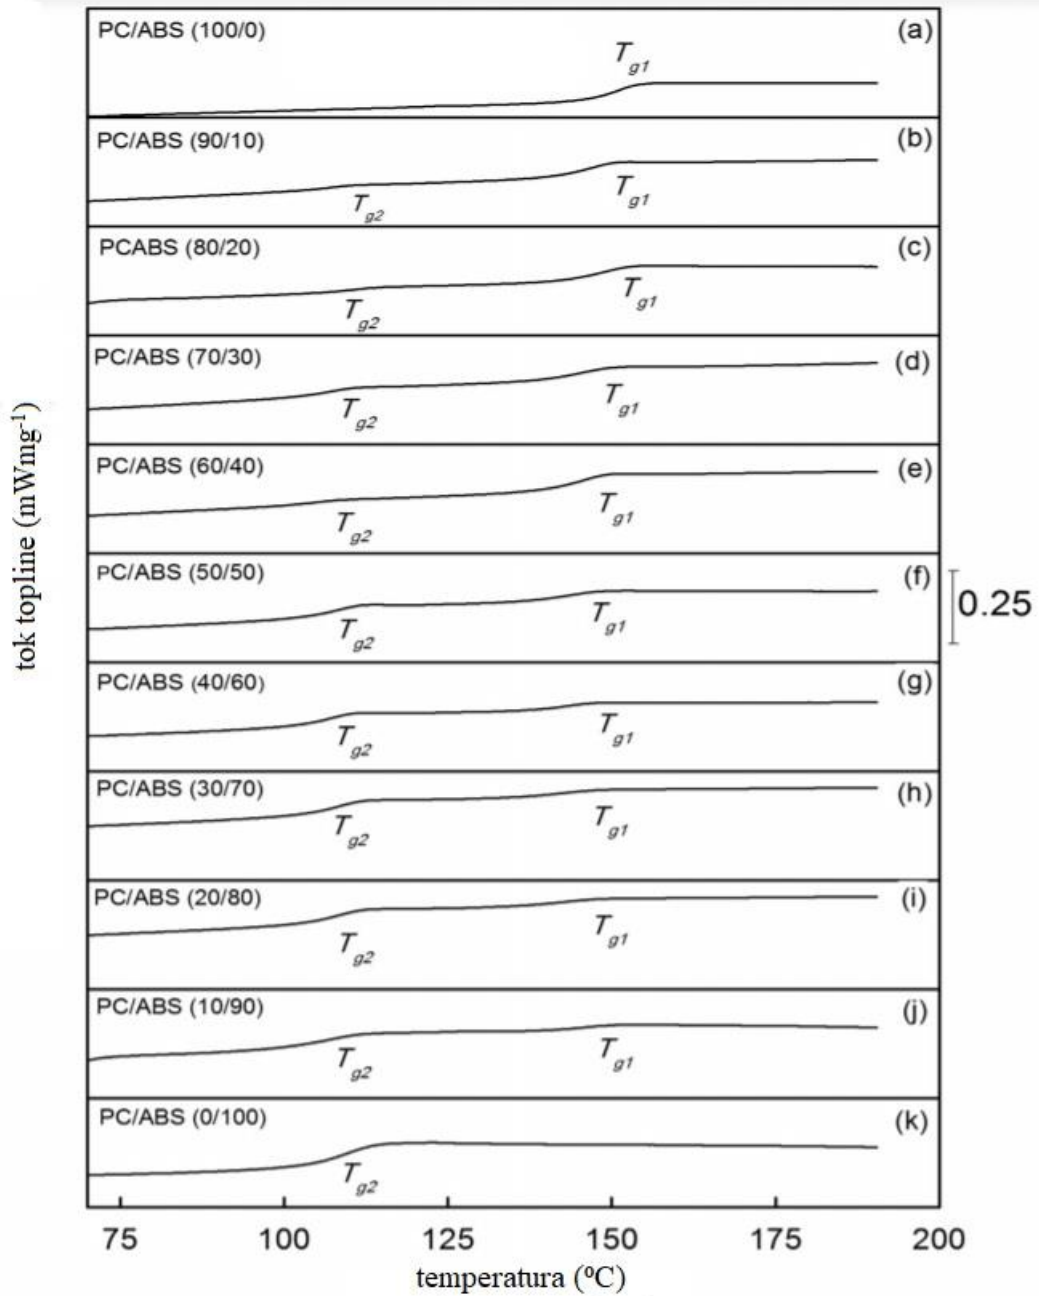 PC/ABS (100/0)
(a)
Tg1
PC/ABS (90/10)
(b)
Tg2
Tg1
PCABS (80/20)
(c)
Tg2
Tg1
PC/ABS (70/30)
(d)
Tg2
Tg1
PC/ABS (60/40)
(e)
Tg2
Tg1
PC/ABS (50/50)
(f)
Tg2
Tg1
0.25
PC/ABS (40/60)
(g)
Tg2
Tg1
PC/ABS (30/70)
(h)
Tg2
Tg1
PC/ABS (20/80)
(i)
Tg2
Tg1
PC/ABS (10/90)
(j)
Tg2
Tg1
PC/ABS (0/100)
(k)
Tg2
tok topline (mWmg⁻¹)
75 100 125 150 175 200
temperatura (ºC)